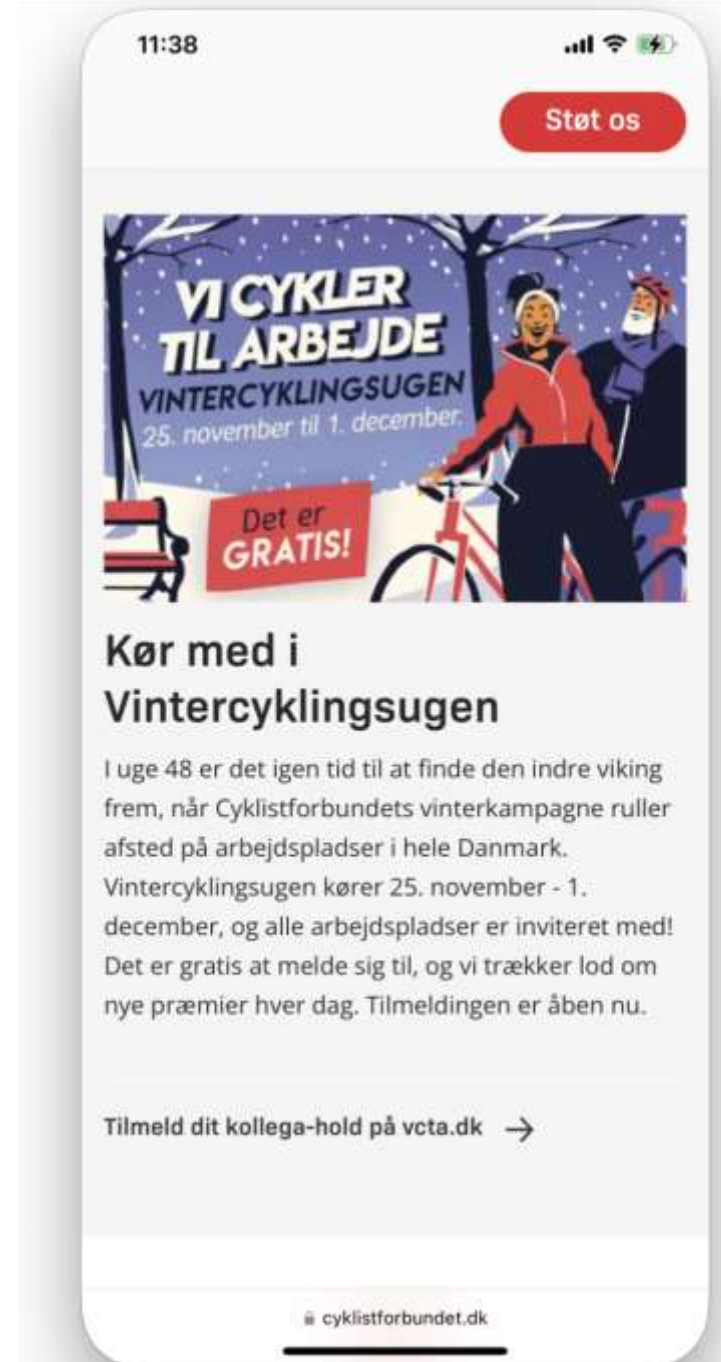 11:38
Støt os
VI CYKLER
TIL ARBEJDE
VINTERCYKLINGSUGEN
25. november til 1. december.
Det er
GRATIS!
Kør med i
Vintercyklingsugen
I uge 48 er det igen tid til at finde den indre viking
frem, når Cyklistforbundets vinterkampagne ruller
afsted på arbejdspladser i hele Danmark.
Vintercyklingsugen kører 25. november - 1.
december, og alle arbejdspladser er inviteret med!
Det er gratis at melde sig til, og vi trækker lod om
nye præmier hver dag. Tilmeldingen er åben nu.
Tilmeld dit kollega-hold på vcta.dk →
cyklistforbundet.dk